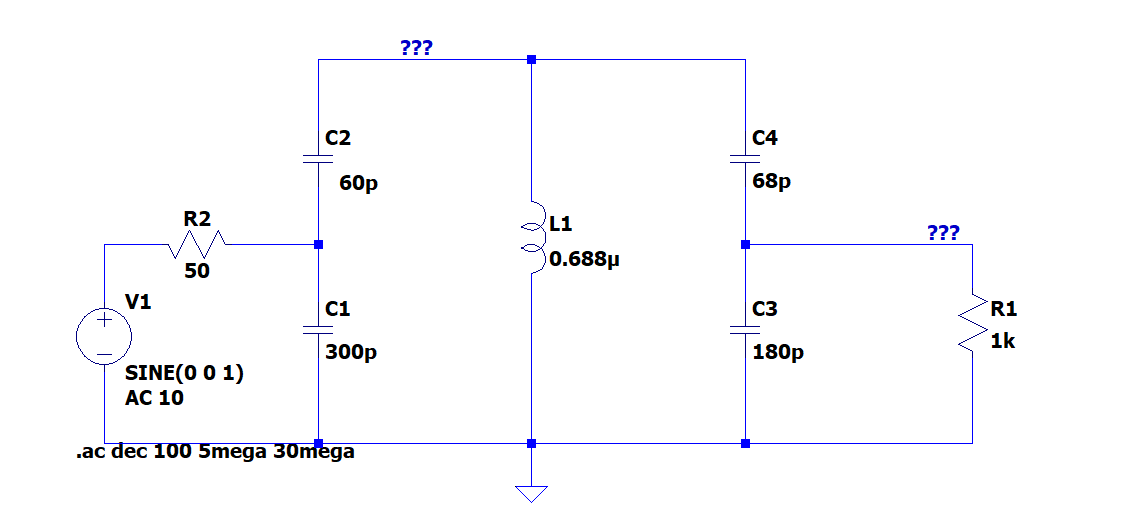 ???
C2
60p
C4
68p
R2
50
L1
0.688µ
???
V1
SINE(0 0 1)
AC 10
C1
300p
C3
180p
R1
1k
.ac dec 100 5mega 30mega